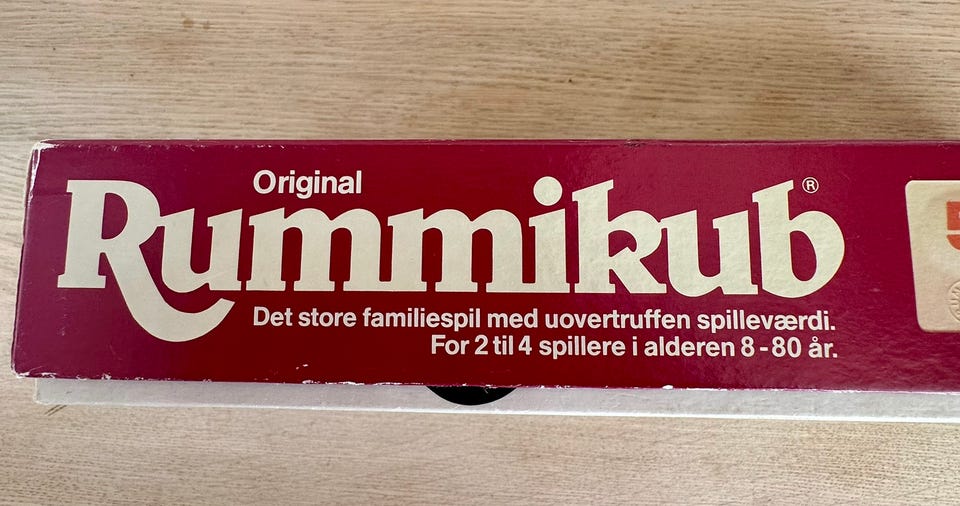 Original
Rummikub®
Det store familiespil med uovertruffen spilleværdi.
For 2 til 4 spillere i alderen 8-80 år.